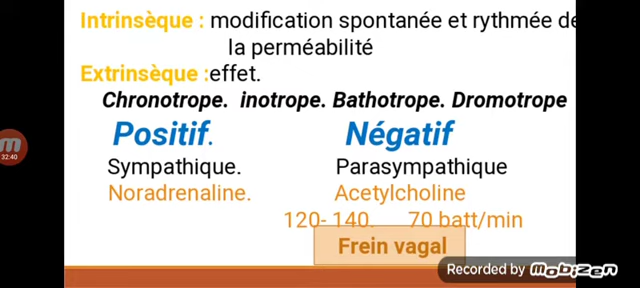 Intrinsèque : modification spontanée et rythmée de
la perméabilité
Extrinsèque :effet.
Chronotrope. inotrope. Bathotrope. Dromotrope
Positif. Négatif
Sympathique. Parasympathique
Noradrenaline. Acetylcholine
120- 140. 70 batt/min
Frein vagal
32:40
Recorded by mobizen